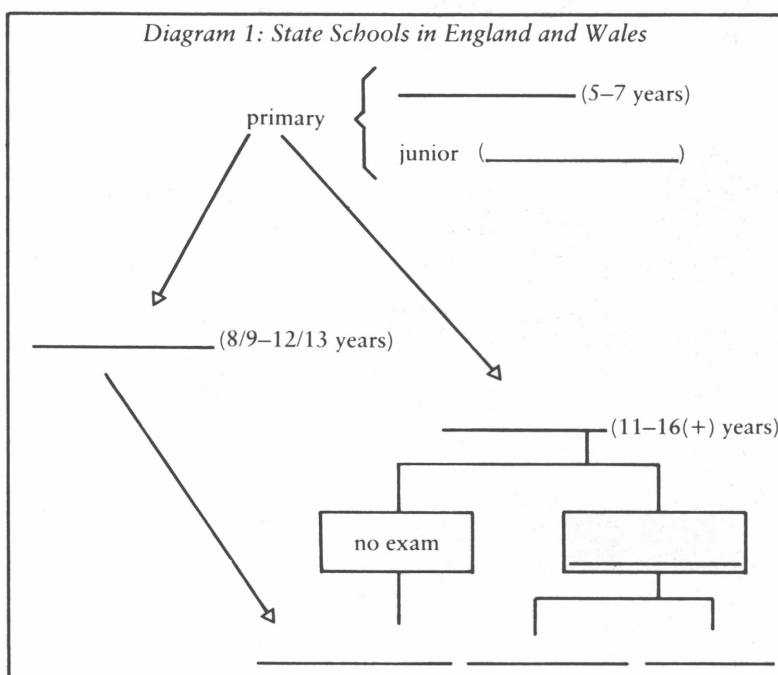 Diagram 1: State Schools in England and Wales
(5–7 years)
primary
junior ( )
(8/9–12/13 years)
(11–16(+) years)
no exam